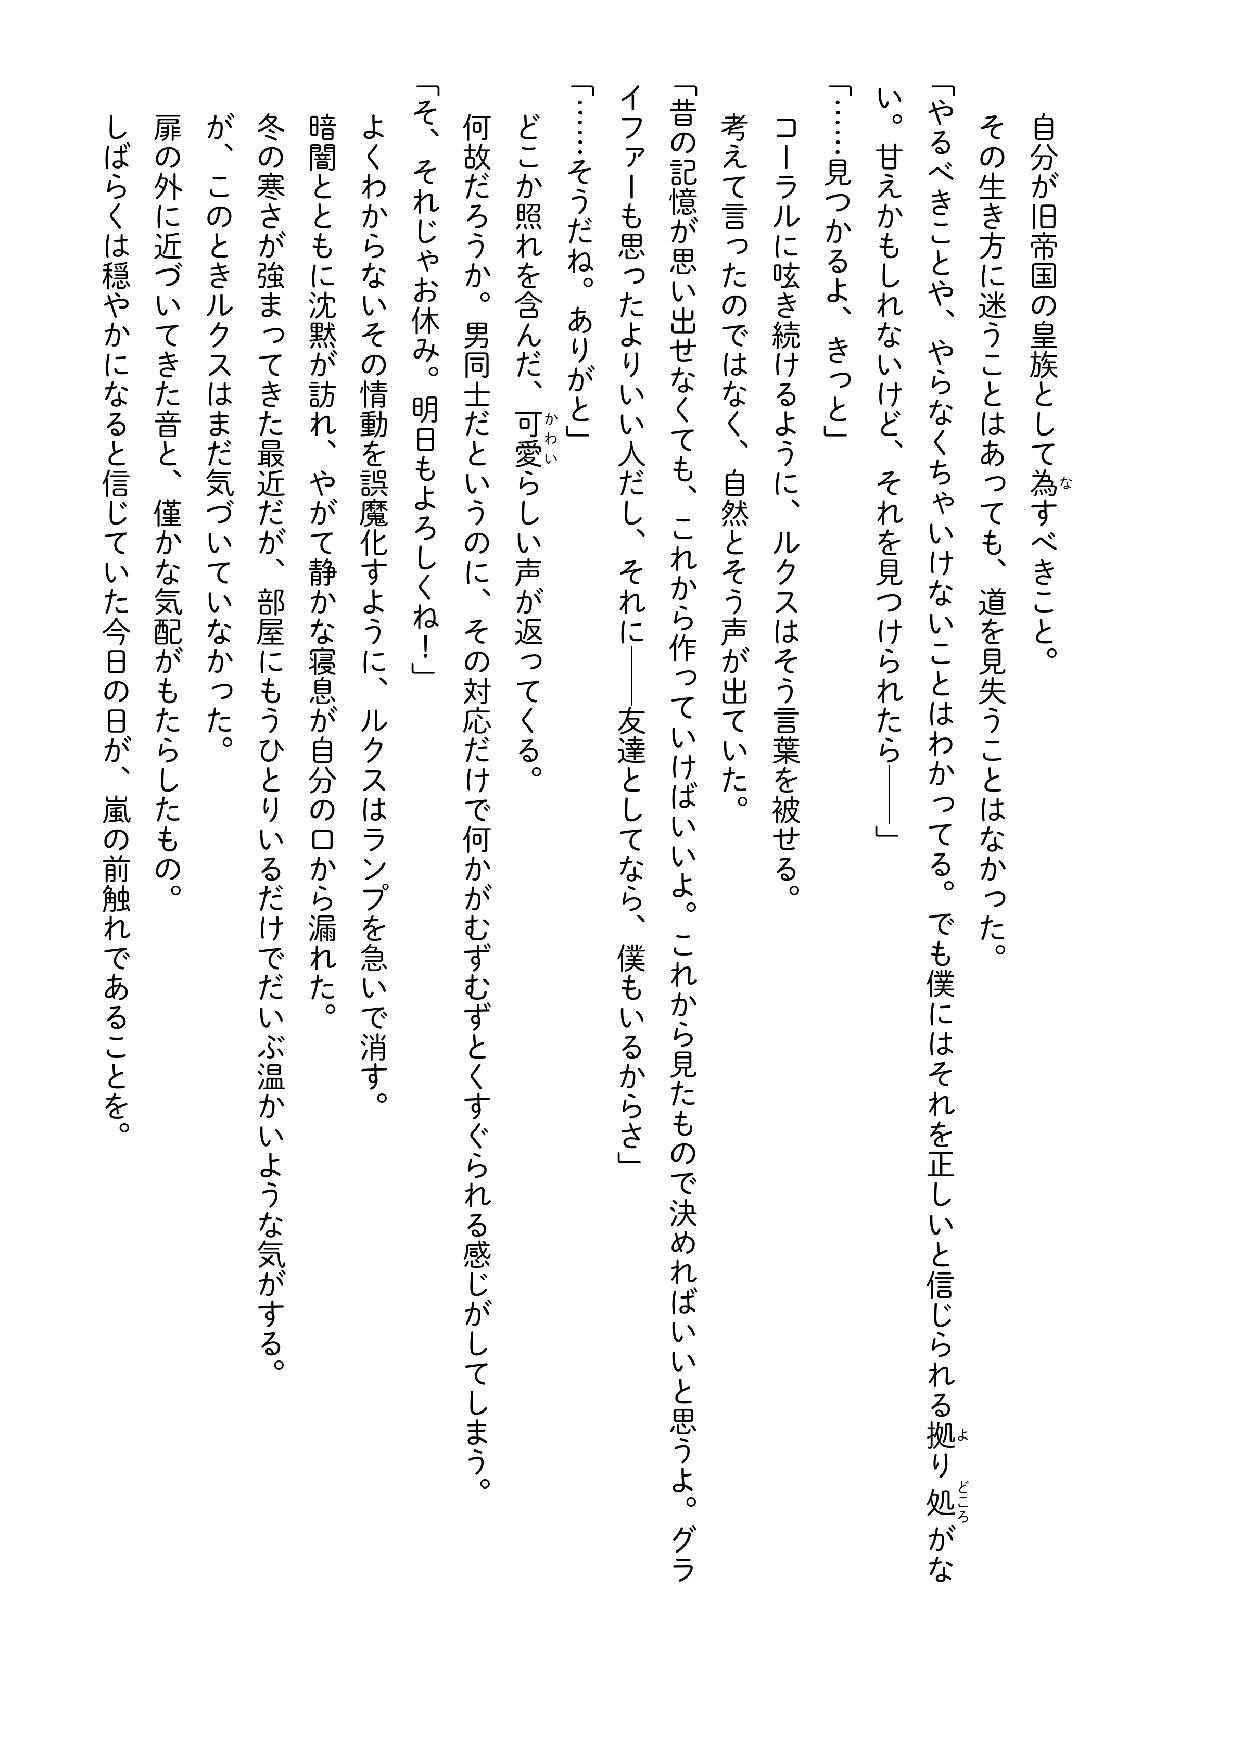 自分が旧帝国の皇族として為すべきこと。
その生き方に迷うことはあっても、道を見失うことはなかった。
「やるべきことや、やらなくちゃいけないことはわかってる。でも僕にはそれを正しいと信じられる拠り処がな
い。甘えかもしれないけど、それを見つけられたら――」
「……見つかるよ、きっと」
コーラルに呟き続けるように、ルクスはそう言葉を被せる。
考えて言ったのではなく、自然とそう声が出ていた。
「昔の記憶が思い出せなくても、これから作っていけばいいよ。これから見たもので決めればいいと思うよ。グラ
イファーも思ったよりいい人だし、それに――友達としてなら、僕もいるからさ」
「……そうだね。ありがと」
どこか照れを含んだ、可愛らしい声が返ってくる。
何故だろうか。男同士だというのに、その対応だけで何かがむずむずとくすぐられる感じがしてしまう。
「そ、それじゃお休み。明日もよろしくね！」
よくわからないその情動を誤魔化すように、ルクスはランプを急いで消す。
暗闇とともに沈黙が訪れ、やがて静かな寝息が自分の口から漏れた。
冬の寒さが強まってきた最近だが、部屋にもうひとりいるだけでだいぶ温かいような気がする。
が、このときルクスはまだ気づいていなかった。
扉の外に近づいてきた音と、僅かな気配がもたらしたもの。
しばらくは穏やかになると信じていた今日の日が、嵐の前触れであることを。